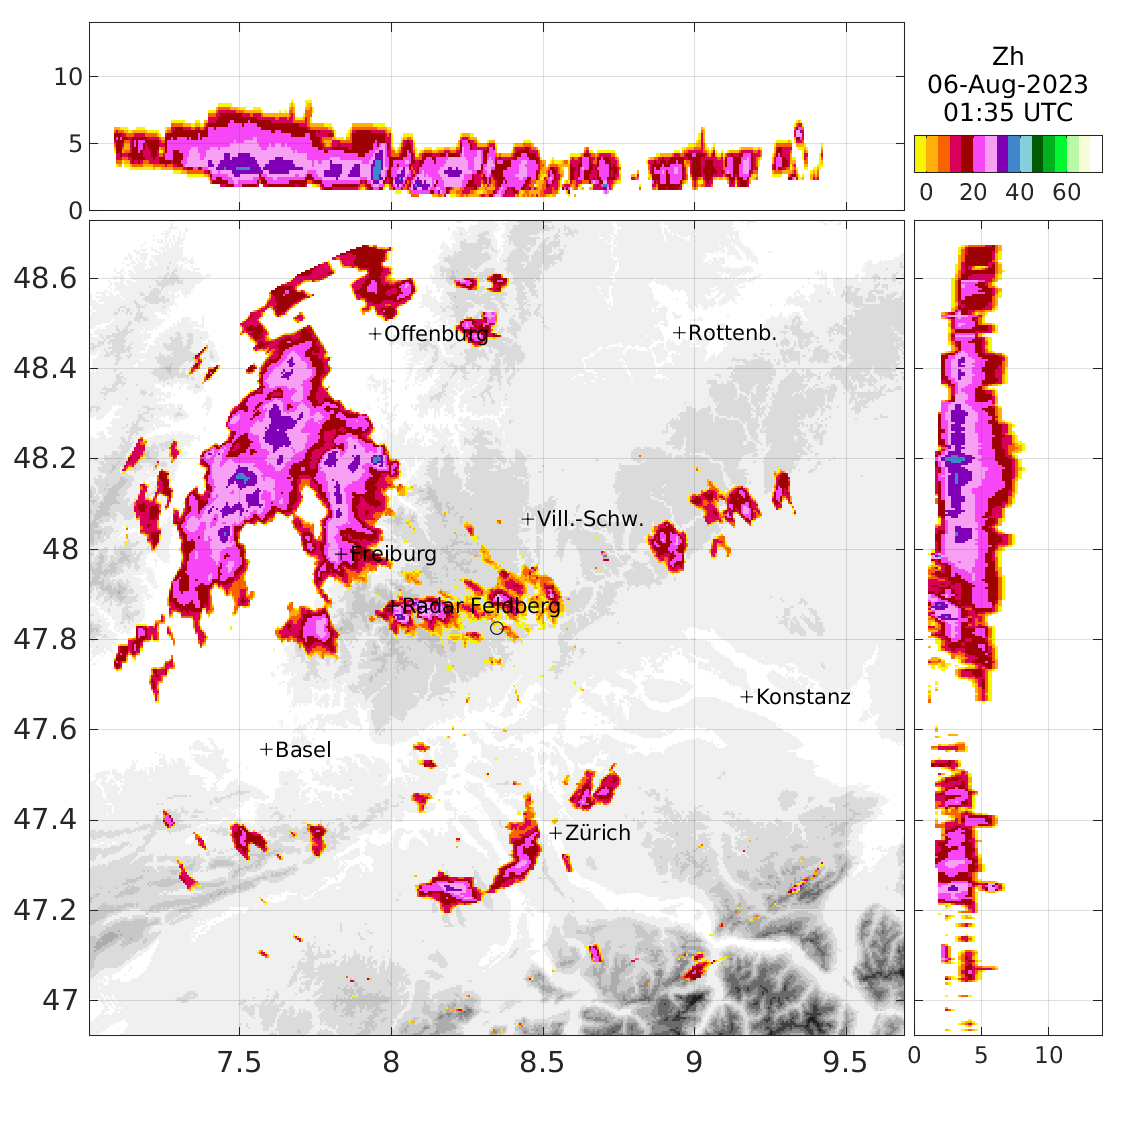 10
5
0
Zh
06-Aug-2023
01:35 UTC
0 20 40 60
48.6
48.4
48.2
48
47.8
47.6
47.4
47.2
47
Offenburg
Rottenb.
Vill.-Schw.
Freiburg
Radar Feldberg
Konstanz
Basel
Zürich
7.5 8 8.5 9 9.5
0 5 10